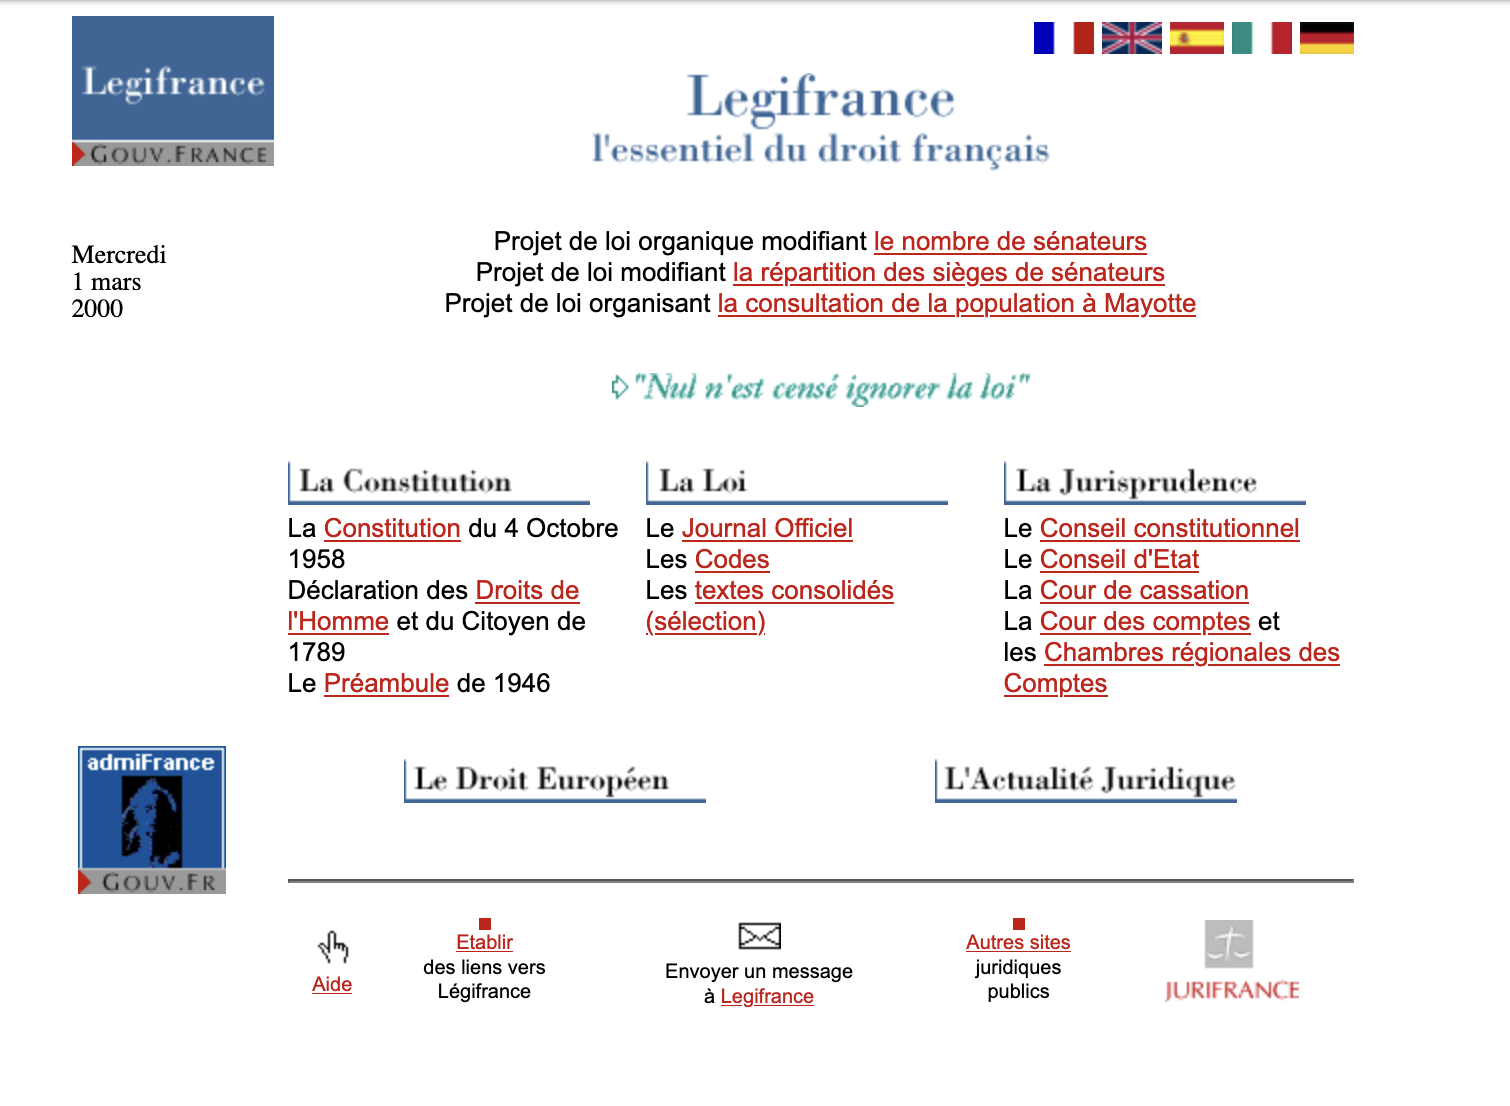 Legifrance
GOUV.FRANCE
Legifrance
l'essentiel du droit français
Mercredi
1 mars
2000
Projet de loi organique modifiant le nombre de sénateurs
Projet de loi modifiant la répartition des sièges de sénateurs
Projet de loi organisant la consultation de la population à Mayotte
"Nul n'est censé ignorer la loi"
La Constitution
La Constitution du 4 Octobre
1958
Déclaration des Droits de
l'Homme et du Citoyen de
1789
Le Préambule de 1946
La Loi
Le Journal Officiel
Les Codes
Les textes consolidés
(sélection)
La Jurisprudence
Le Conseil constitutionnel
Le Conseil d'Etat
La Cour de cassation
La Cour des comptes et
les Chambres régionales des
Comptes
admiFrance
GOUV.FR
Le Droit Européen
L'Actualité Juridique
Aide
Etablir
des liens vers
Légifrance
Envoyer un message
à Legifrance
Autres sites
juridiques
publics
JURIFRANCE